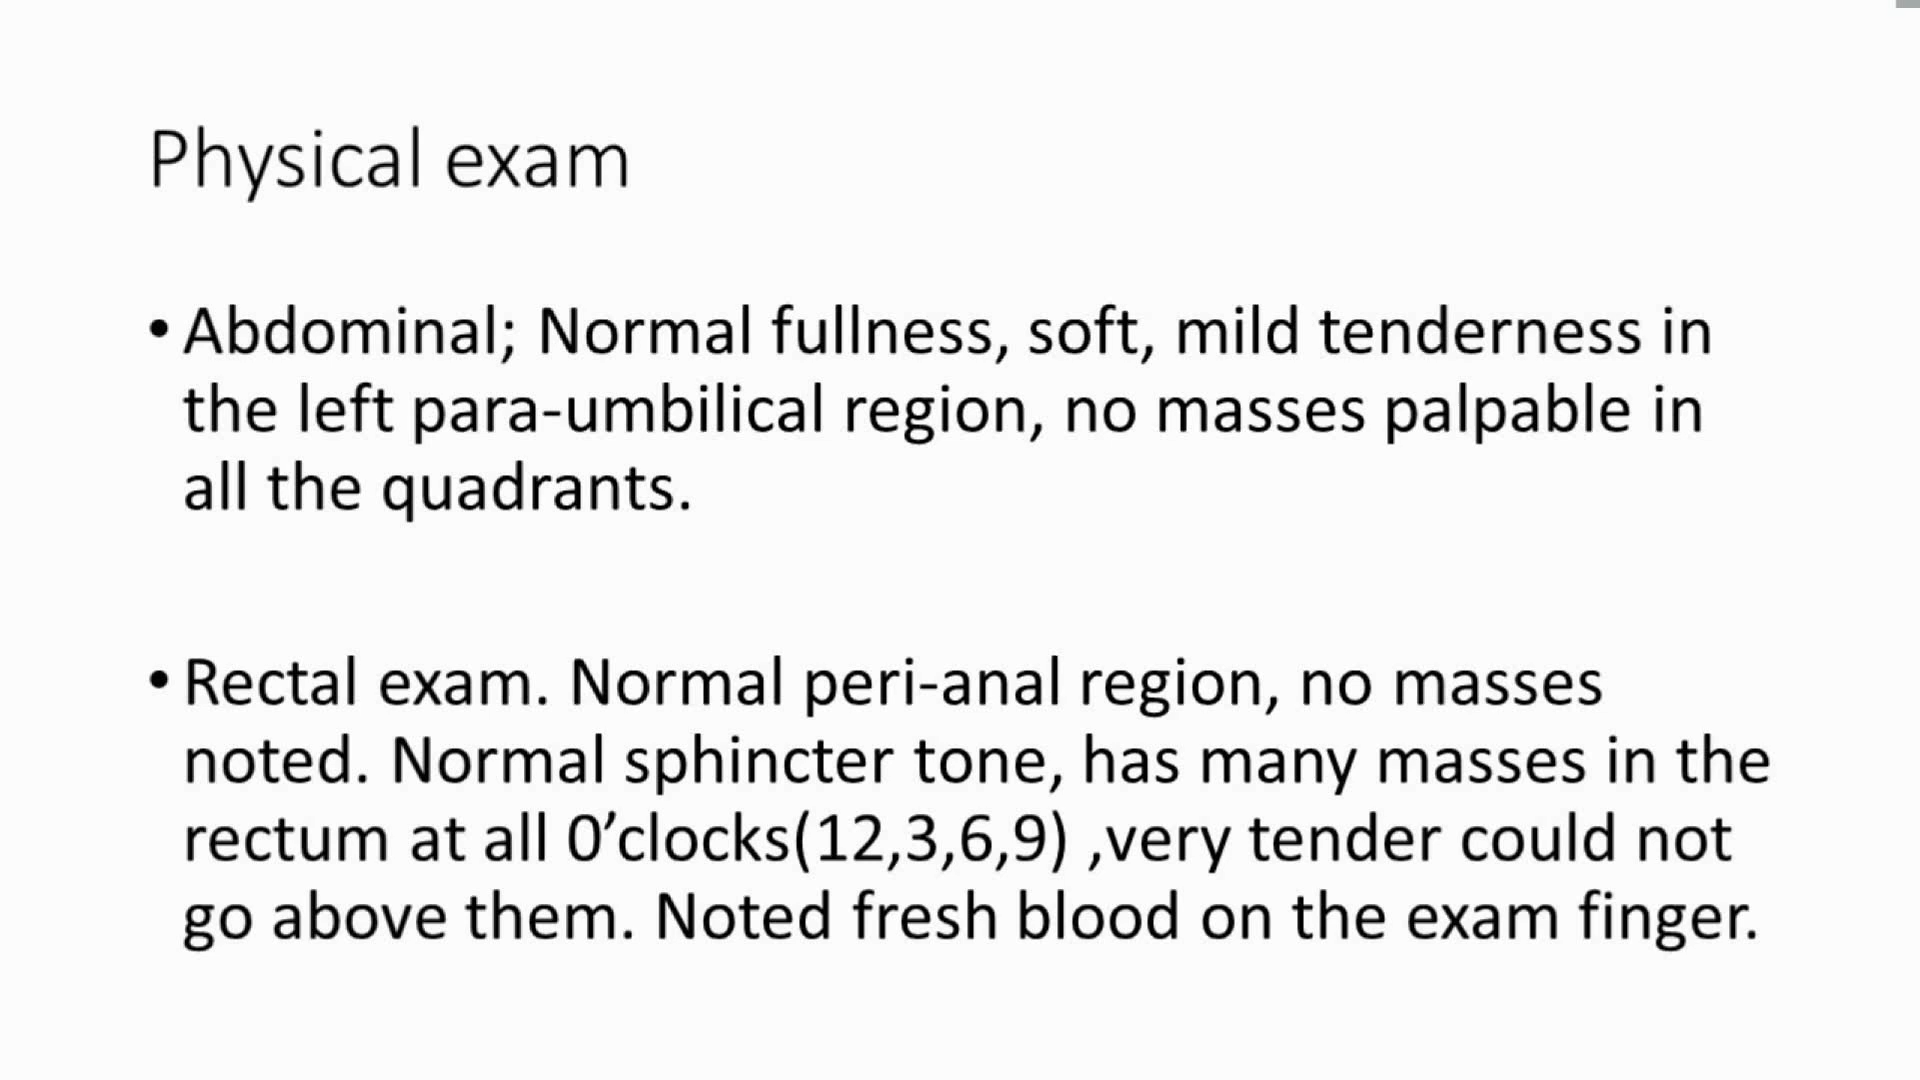 Physical exam
• Abdominal; Normal fullness, soft, mild tenderness in
the left para-umbilical region, no masses palpable in
all the quadrants.
• Rectal exam. Normal peri-anal region, no masses
noted. Normal sphincter tone, has many masses in the
rectum at all 0’clocks(12,3,6,9) ,very tender could not
go above them. Noted fresh blood on the exam finger.